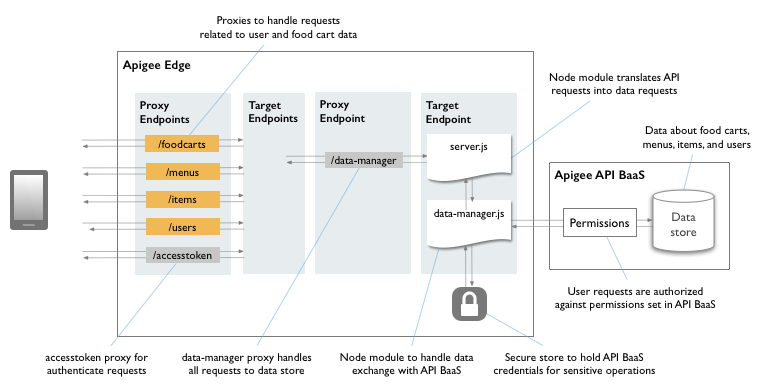 Proxies to handle requests
related to user and food cart data
Apigee Edge
Node module translates API
requests into data requests
Proxy
Endpoints
Target
Endpoints
Proxy
Endpoint
Target
Endpoint
Data about food carts,
menus, items, and users
/foodcarts
/menus
/items
/users
/accesstoken
/data-manager
server.js
data-manager.js
Apigee API BaaS
Permissions
Data
store
User requests are authorized
against permissions set in API BaaS
accesstoken proxy for
authenticate requests
data-manager proxy handles
all requests to data store
Node module to handle data
exchange with API BaaS
Secure store to hold API BaaS
credentials for sensitive operations